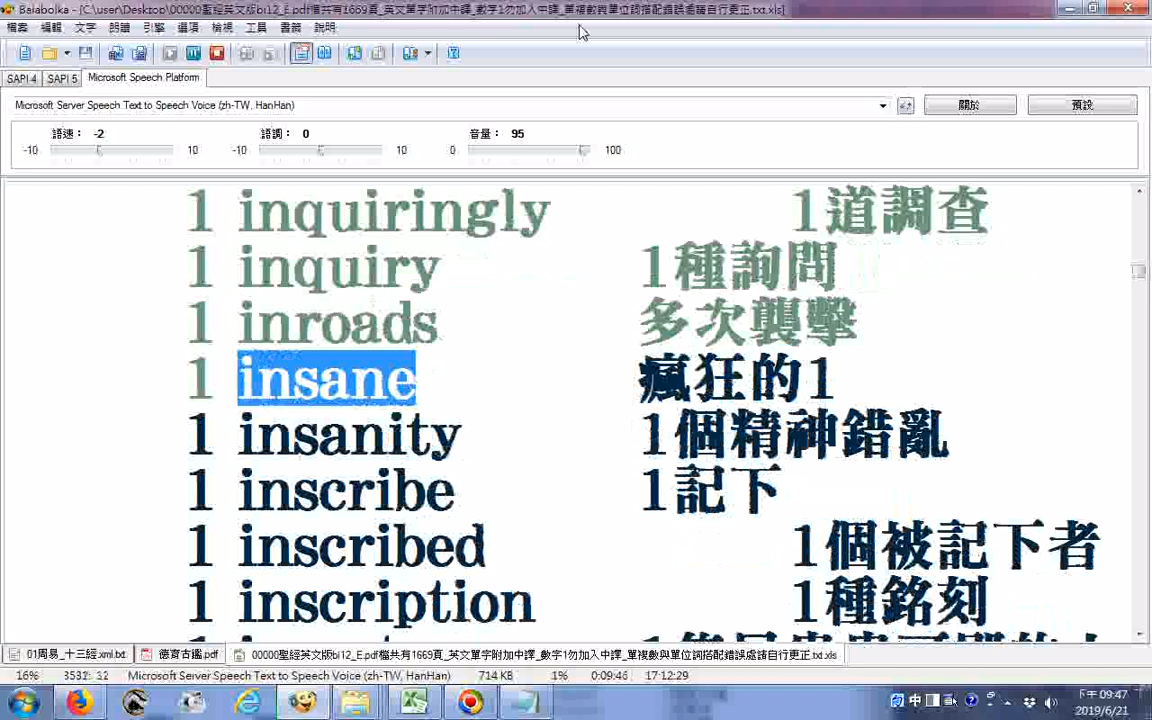 Balabolka - [C:\user\Desktop\00000聖經英文版bi12_E.pdf檔共有1669頁_英文單字附加中譯_數字1勿加入中譯_單複數與單位詞搭配錯誤處請自行更正.txt.xls]
檔案 編輯 文字 朗讀 引擎 選項 檢視 工具 書籤 說明
SAPI 4 SAPI 5 Microsoft Speech Platform
Microsoft Server Speech Text to Speech Voice (zh-TW, HanHan) 關於 預設
語速： -2 語調： 0 音量： 95
-10 10 -10 10 0 100
1 inquiringly 1道調查
1 inquiry 1種詢問
1 inroads 多次襲擊
1 insane 瘋狂的1
1 insanity 1個精神錯亂
1 inscribe 1記下
1 inscribed 1個被記下者
1 inscription 1種銘刻
01周易_十三經.xml.txt 德育古鑑.pdf 00000聖經英文版bi12_E.pdf檔共有1669頁_英文單字附加中譯_數字1勿加入中譯_單複數與單位詞搭配錯誤處請自行更正.txt.xls
16% 3532: 12 Microsoft Server Speech Text to Speech Voice (zh-TW, HanHan) 714 KB 1% 0:09:46 17:12:29
中 下午 09:47
2019/6/21